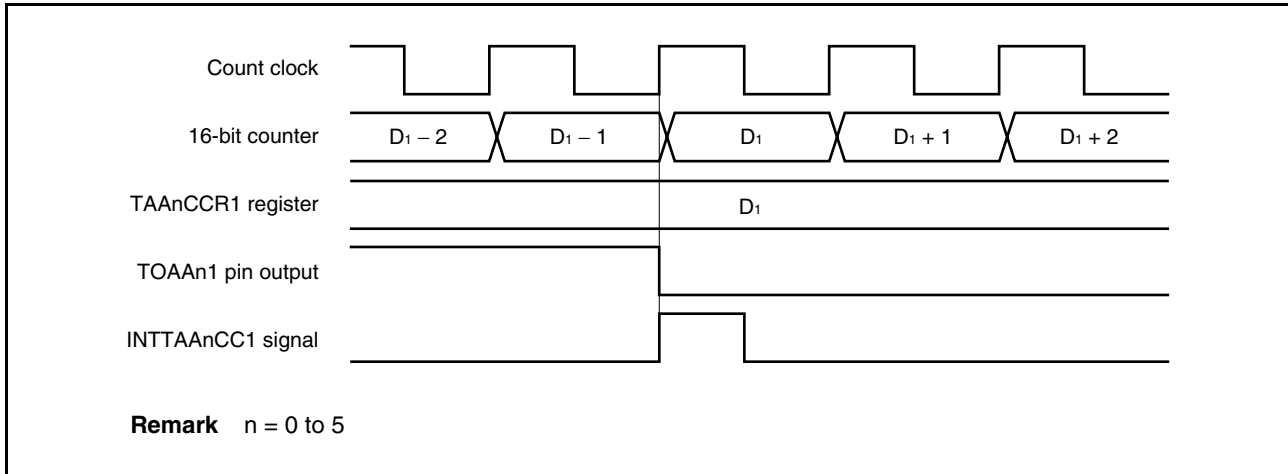 Count clock
16-bit counter D₁ − 2 D₁ − 1 D₁ D₁ + 1 D₁ + 2
TAAnCCR1 register D₁
TOAAn1 pin output
INTTAAnCC1 signal
Remark n = 0 to 5